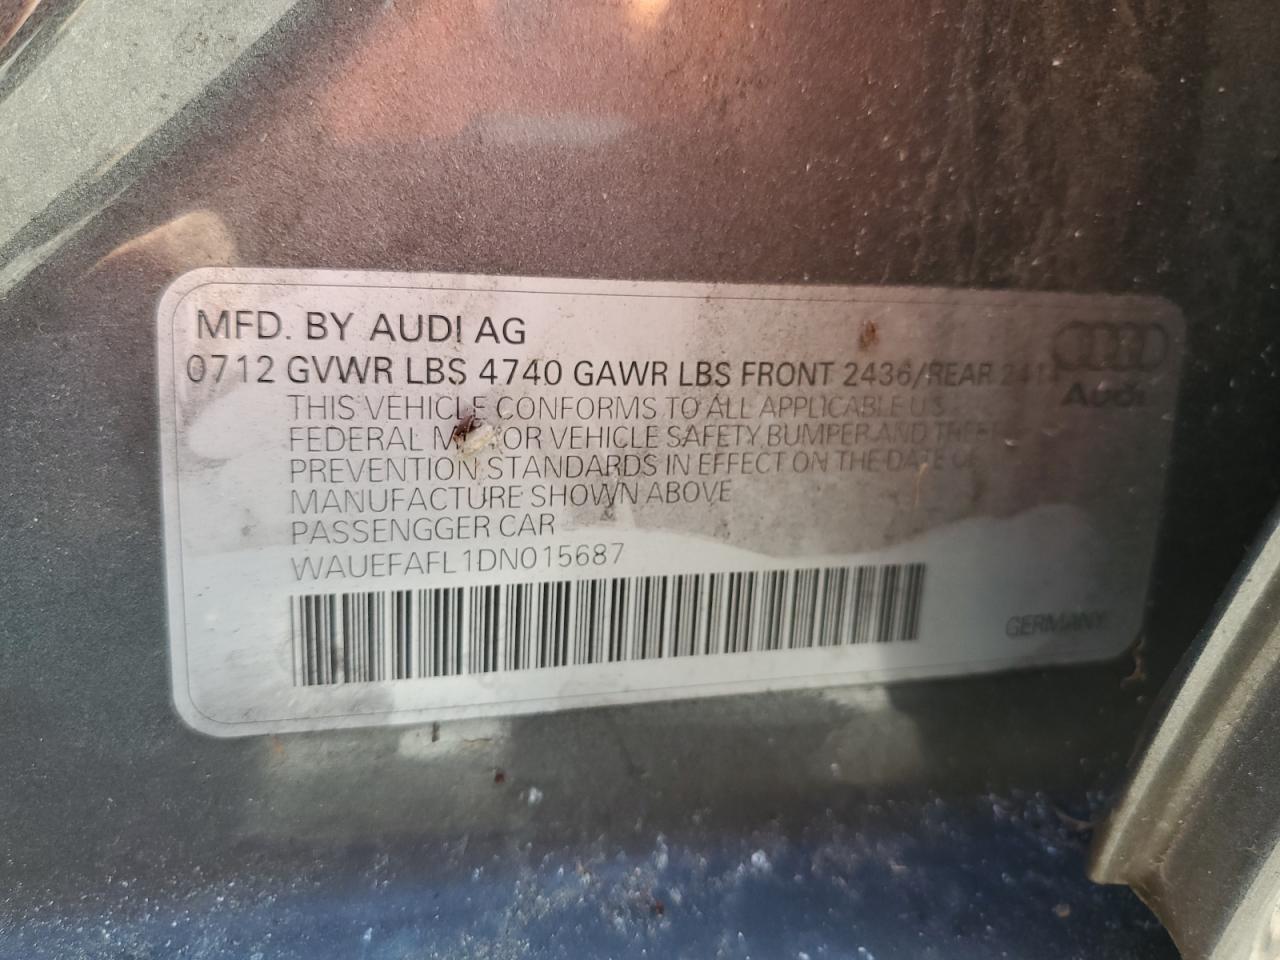 MFD. BY AUDI AG
0712 GVWR LBS 4740 GAWR LBS FRONT 2436/REAR
Audi
THIS VEHICLE CONFORMS TO ALL APPLICABLE U.S.
FEDERAL MOTOR VEHICLE SAFETY, BUMPER AND THEFT
PREVENTION STANDARDS IN EFFECT ON THE DATE OF
MANUFACTURE SHOWN ABOVE
PASSENGGER CAR
WAUEFAFL1DN015687
GERMANY